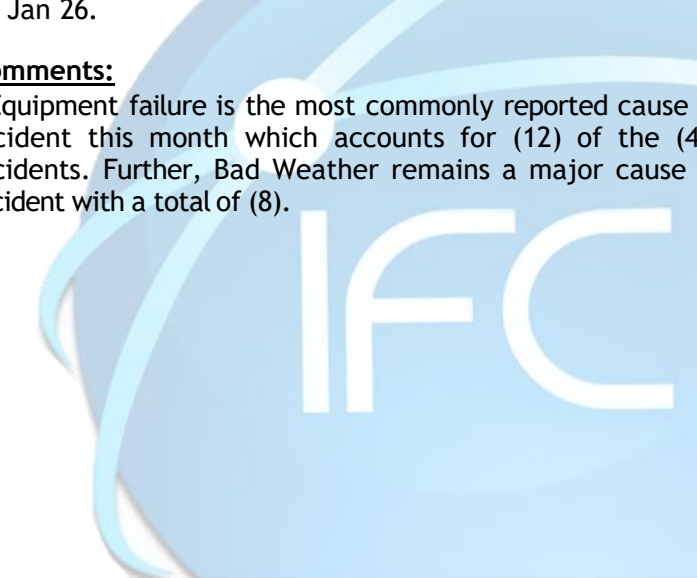 Jan 26.
omments:
Equipment failure is the most commonly reported cause
cident this month which accounts for (12) of the (4
cidents. Further, Bad Weather remains a major cause
cident with a total of (8).
IFC